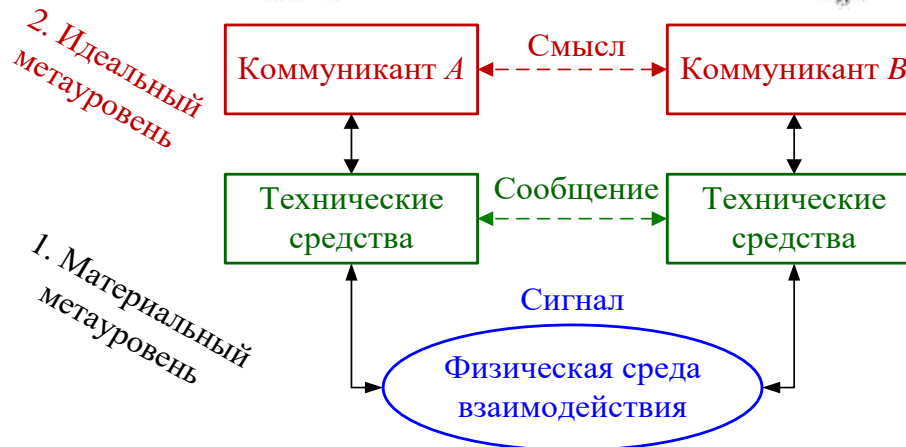 2. Идеальный
метауровень
Коммуникант A
Смысл
Коммуникант B
Технические
средства
Сообщение
Технические
средства
1. Материальный
метауровень
Сигнал
Физическая среда
взаимодействия